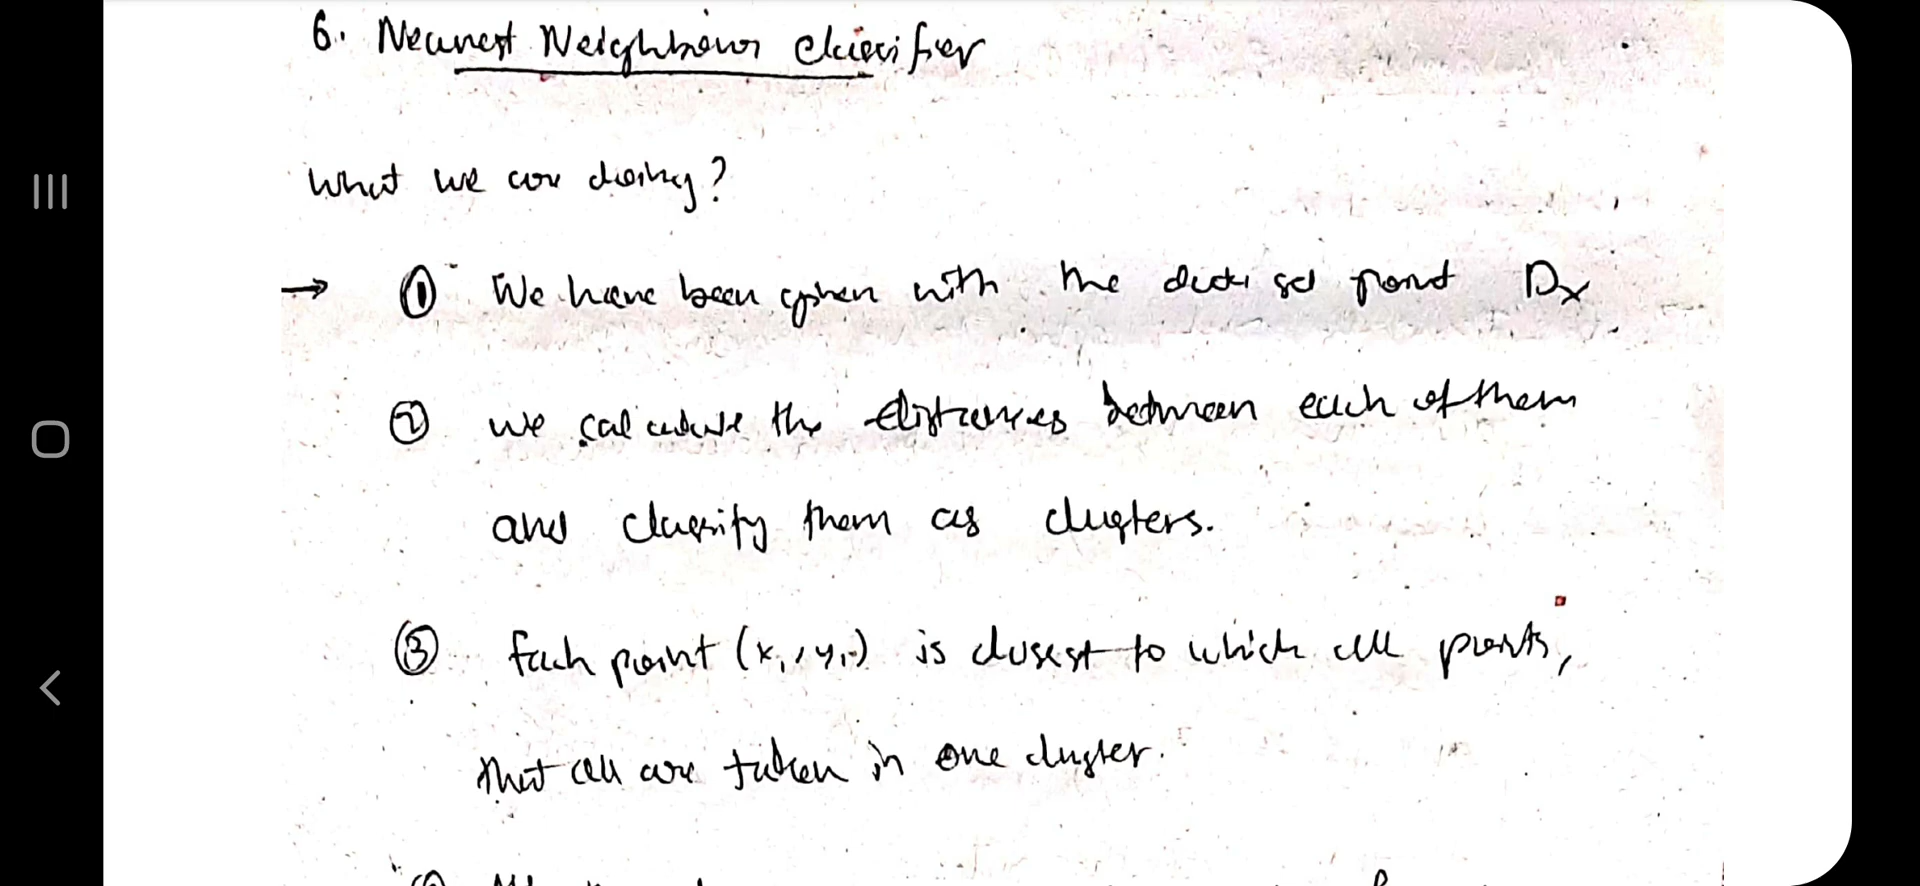 6. Nearest Neighbour Classifier
What we are doing?
→ ① We have been given with the data set point Dx
② we calculate the distances between each of them
and classify them as clusters.
③ Each point (x₁, y₁) is closest to which all points,
that all are taken in one cluster.